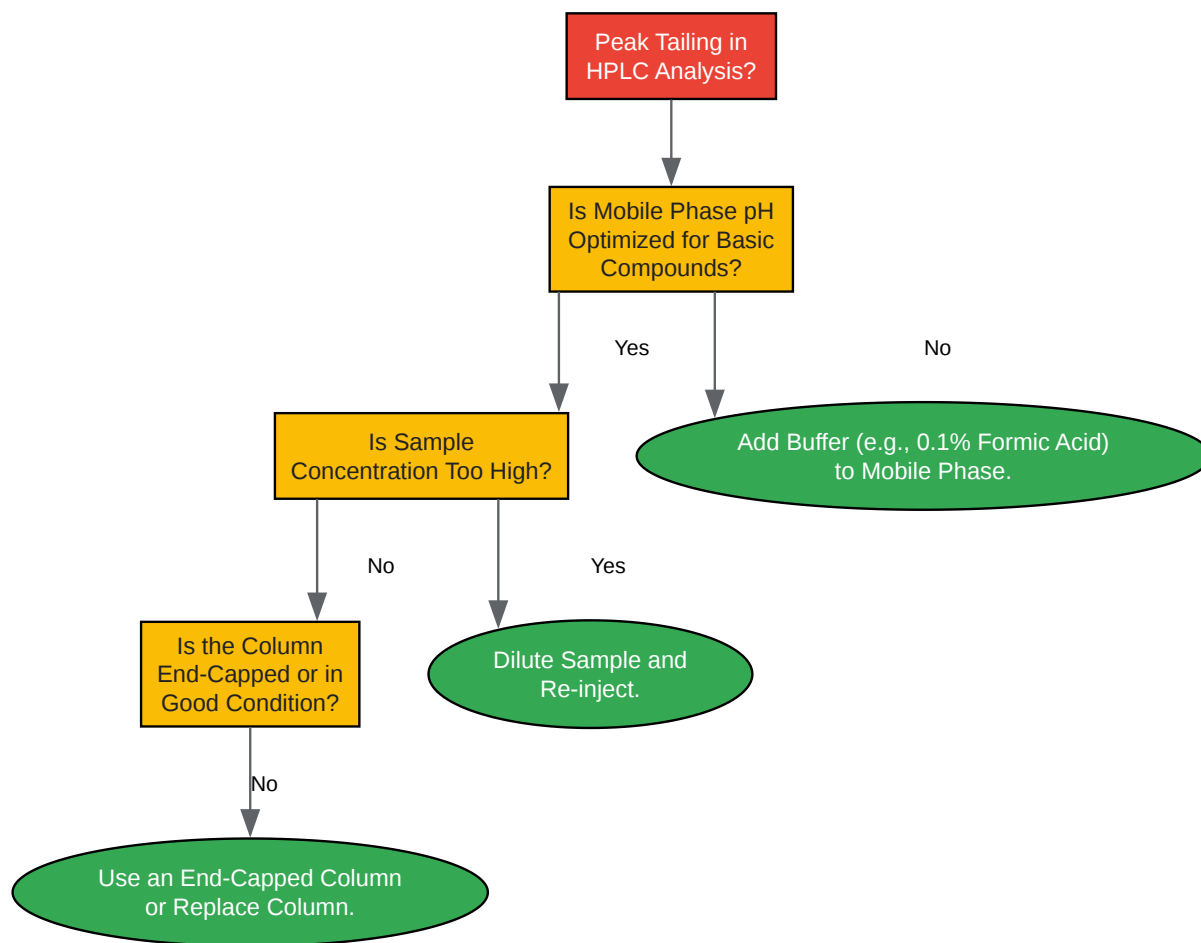 Peak Tailing in
HPLC Analysis?
Is Mobile Phase pH
Optimized for Basic
Compounds?
Yes
No
Is Sample
Concentration Too High?
Add Buffer (e.g., 0.1% Formic Acid)
to Mobile Phase.
No
Yes
Is the Column
End-Capped or in
Good Condition?
Dilute Sample and
Re-inject.
No
Use an End-Capped Column
or Replace Column.